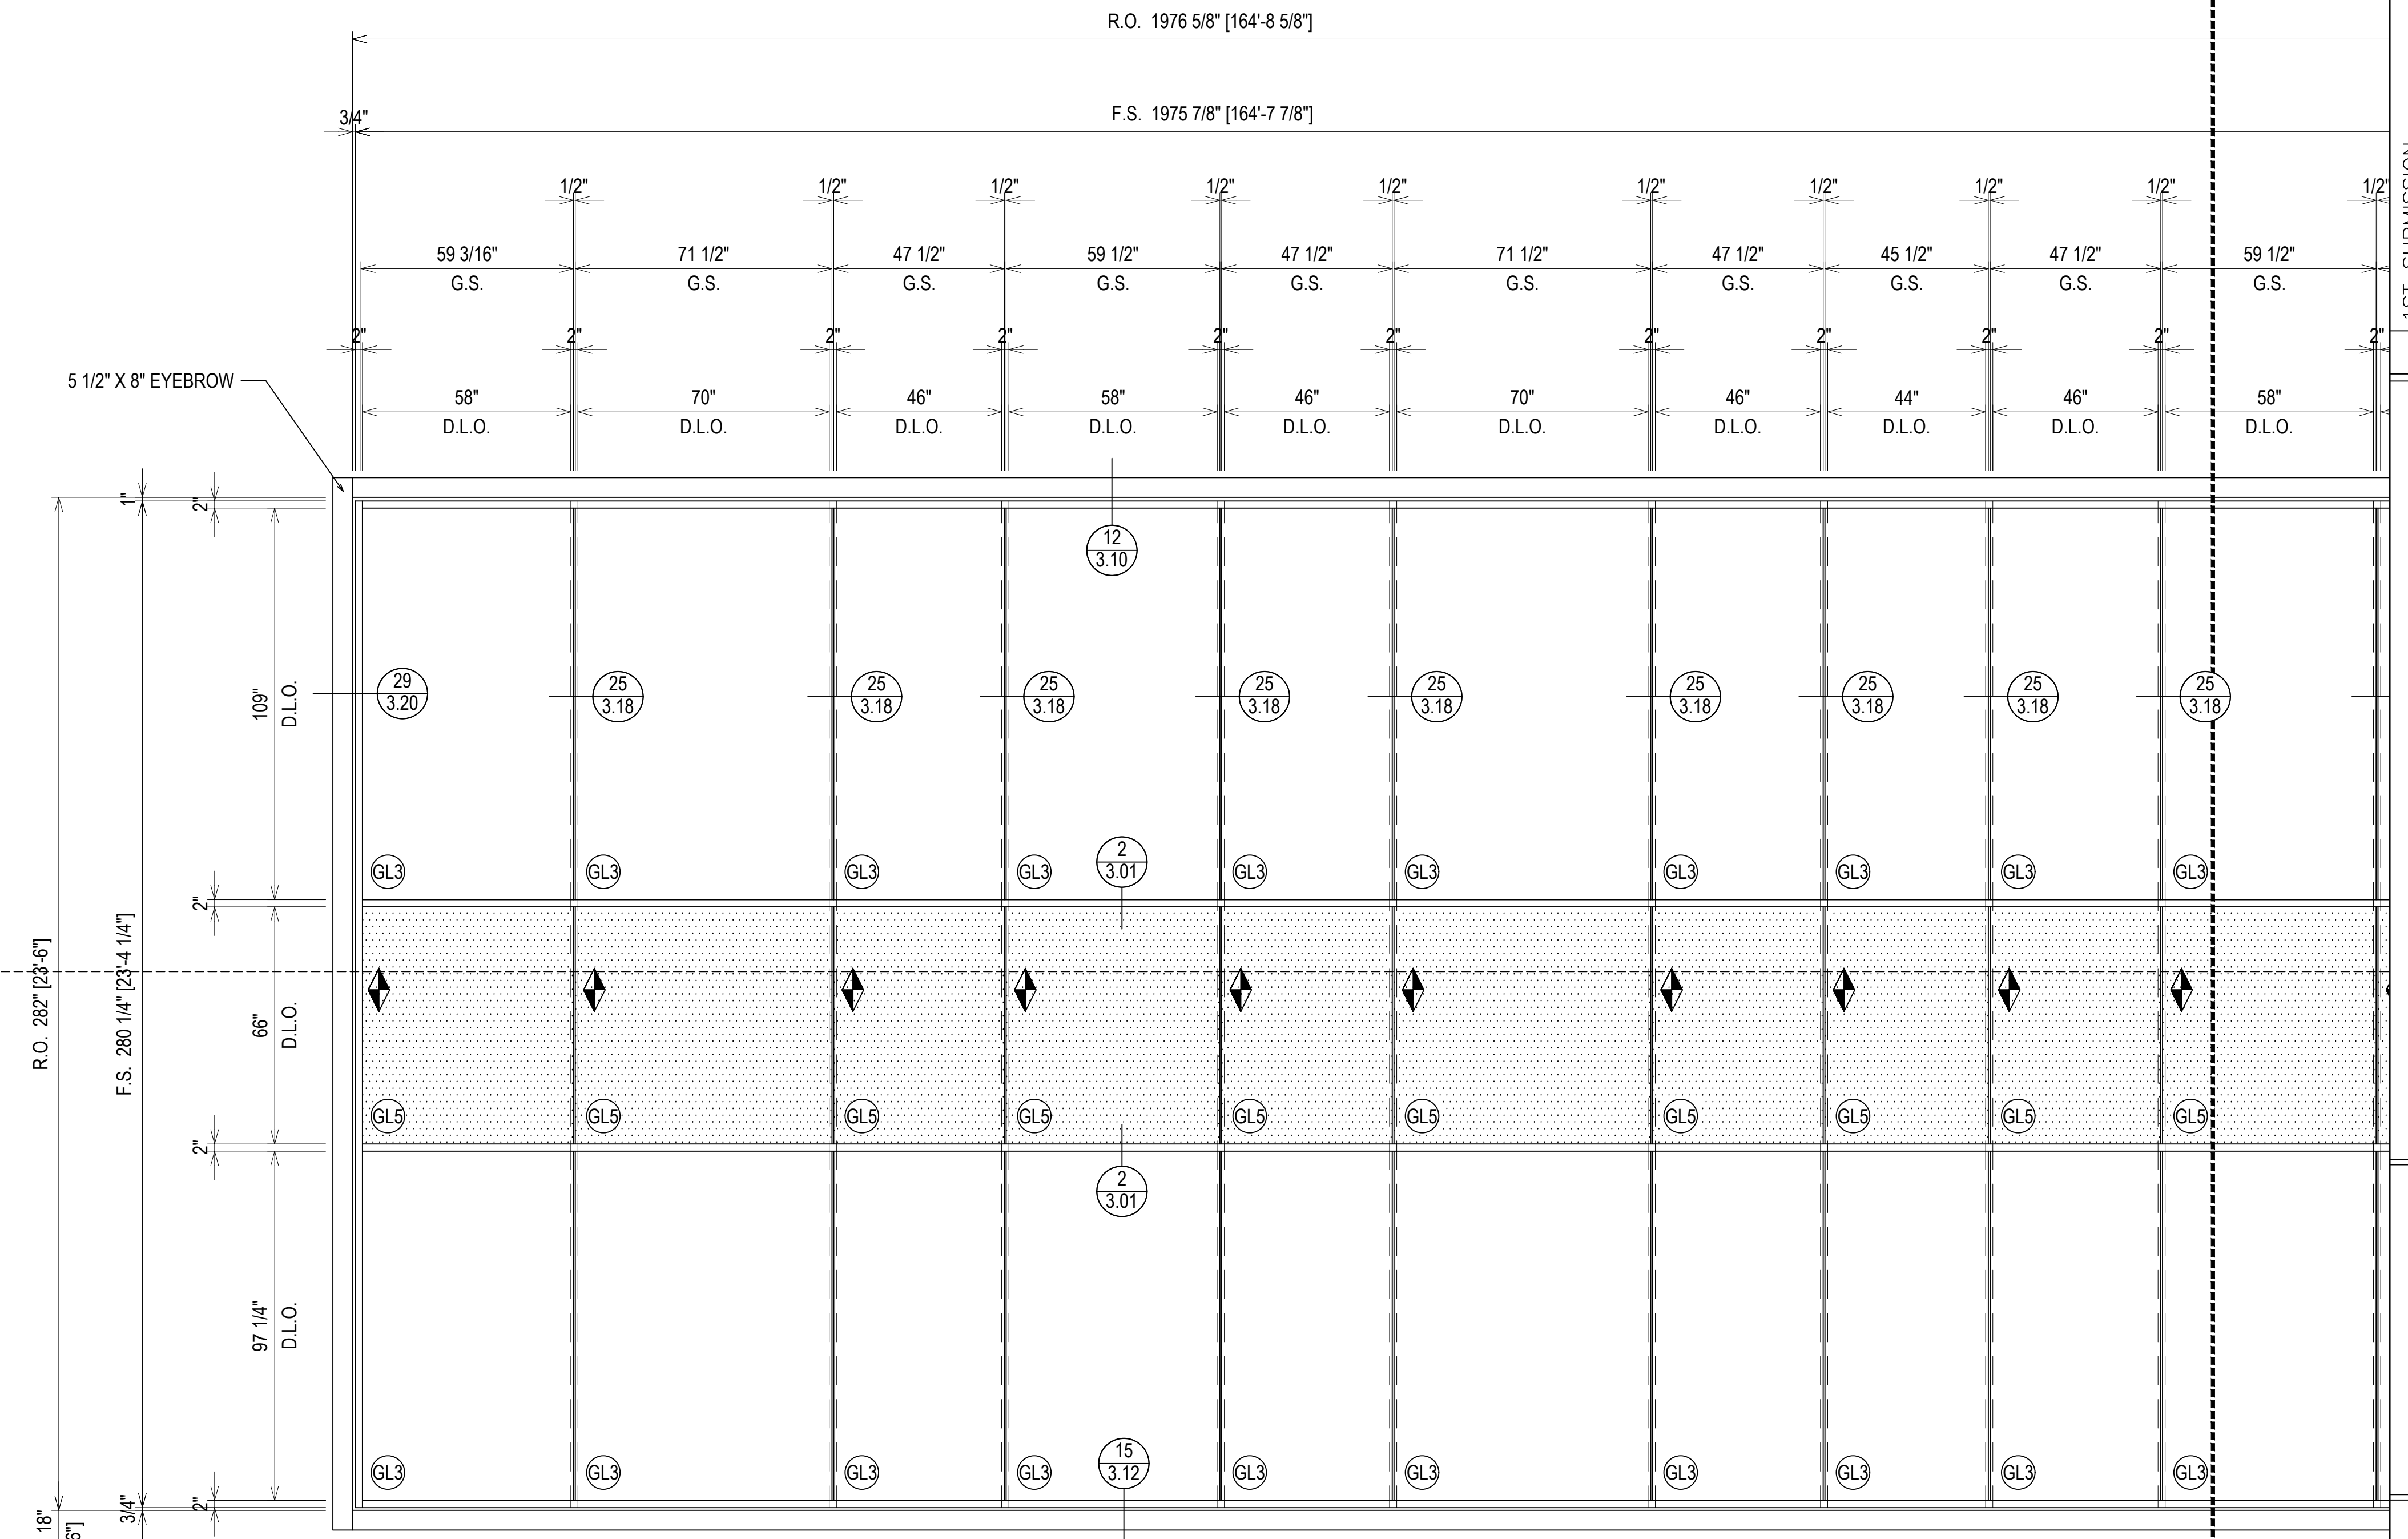 R.O. 1976 5/8" [164'-8 5/8"]
3/4"
F.S. 1975 7/8" [164'-7 7/8"]
1/2" 1/2" 1/2" 1/2" 1/2" 1/2" 1/2" 1/2" 1/2" 1/2"
59 3/16" 71 1/2" 47 1/2" 59 1/2" 47 1/2" 71 1/2" 47 1/2" 45 1/2" 47 1/2" 59 1/2"
G.S. G.S. G.S. G.S. G.S. G.S. G.S. G.S. G.S. G.S.
2" 2" 2" 2" 2" 2" 2" 2" 2" 2" 2"
5 1/2" X 8" EYEBROW
58" 70" 46" 58" 46" 70" 46" 44" 46" 58"
D.L.O. D.L.O. D.L.O. D.L.O. D.L.O. D.L.O. D.L.O. D.L.O. D.L.O. D.L.O.
1ST SUBMISSION
1"
2"
12
3.10
109"
D.L.O.
29 25 25 25 25 25 25 25 25 25
3.20 3.18 3.18 3.18 3.18 3.18 3.18 3.18 3.18 3.18
2
3.01
GL3 GL3 GL3 GL3 GL3 GL3 GL3 GL3 GL3 GL3
2"
R.O. 282" [23'-6"]
F.S. 280 1/4" [23'-4 1/4"]
66"
D.L.O.
GL5 GL5 GL5 GL5 GL5 GL5 GL5 GL5 GL5 GL5
2"
2
3.01
97 1/4"
D.L.O.
15
3.12
GL3 GL3 GL3 GL3 GL3 GL3 GL3 GL3 GL3 GL3
18"
3/4"
2"
6"]